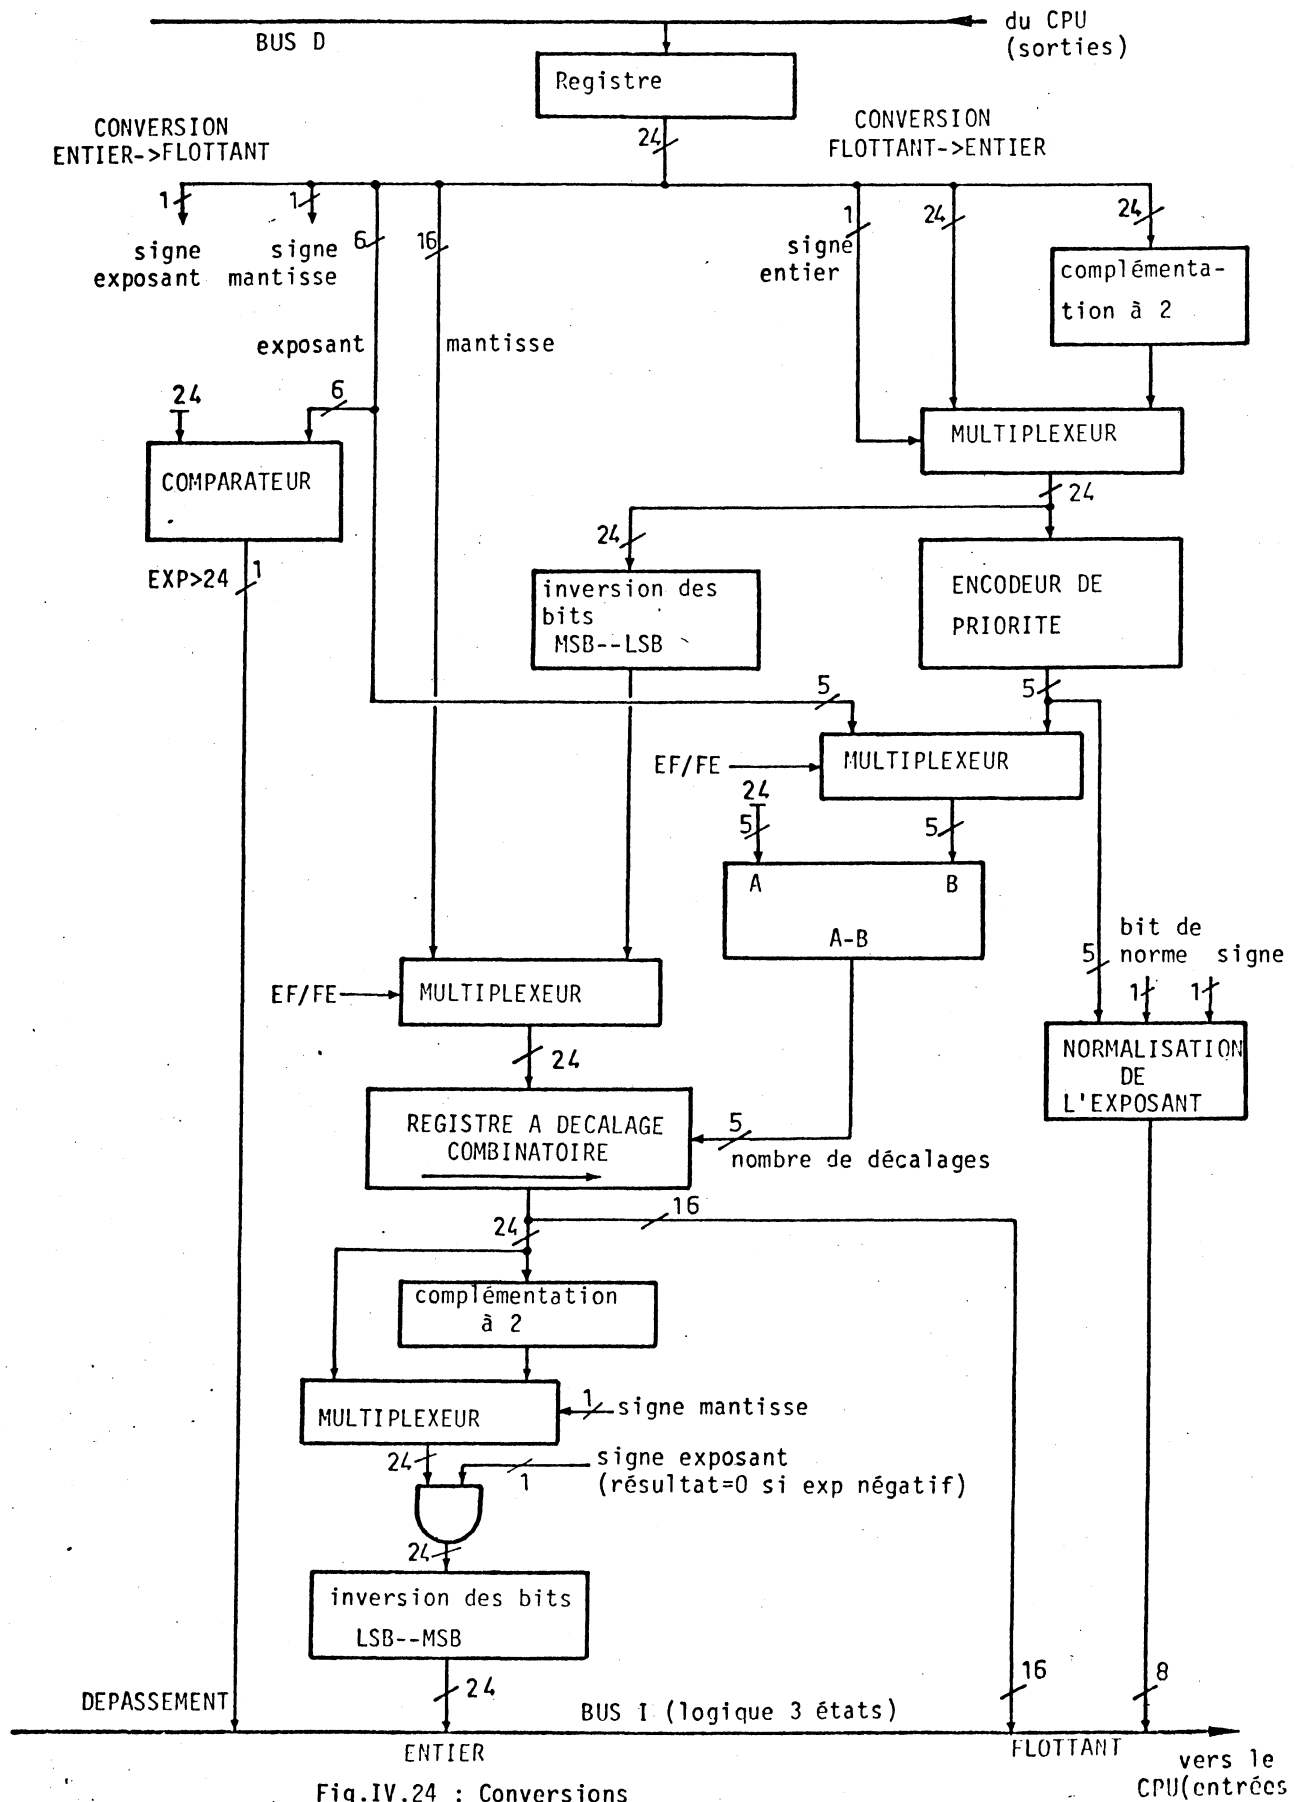 du CPU
(sorties)
BUS D
Registre
24
CONVERSION
ENTIER->FLOTTANT
CONVERSION
FLOTTANT->ENTIER
1
1
6
16
1
24
24
signe
exposant
signe
mantisse
signe
entier
complémenta-
tion à 2
exposant
mantisse
24
6
COMPARATEUR
MULTIPLEXEUR
24
EXP>24
1
24
inversion des
bits
MSB--LSB
ENCODEUR DE
PRIORITE
5
5
EF/FE
MULTIPLEXEUR
24
5
5
A
B
A-B
bit de
norme
signe
5
1
1
EF/FE
MULTIPLEXEUR
24
NORMALISATION
DE
L'EXPOSANT
REGISTRE A DECALAGE
COMBINATOIRE
5
nombre de décalages
16
24
complémentation
à 2
MULTIPLEXEUR
1
signe mantisse
24
1
signe exposant
(résultat=0 si exp négatif)
24
inversion des bits
LSB--MSB
24
16
8
DEPASSEMENT
BUS I (logique 3 états)
ENTIER
FLOTTANT
vers le
CPU(entrées
Fig.IV.24 : Conversions